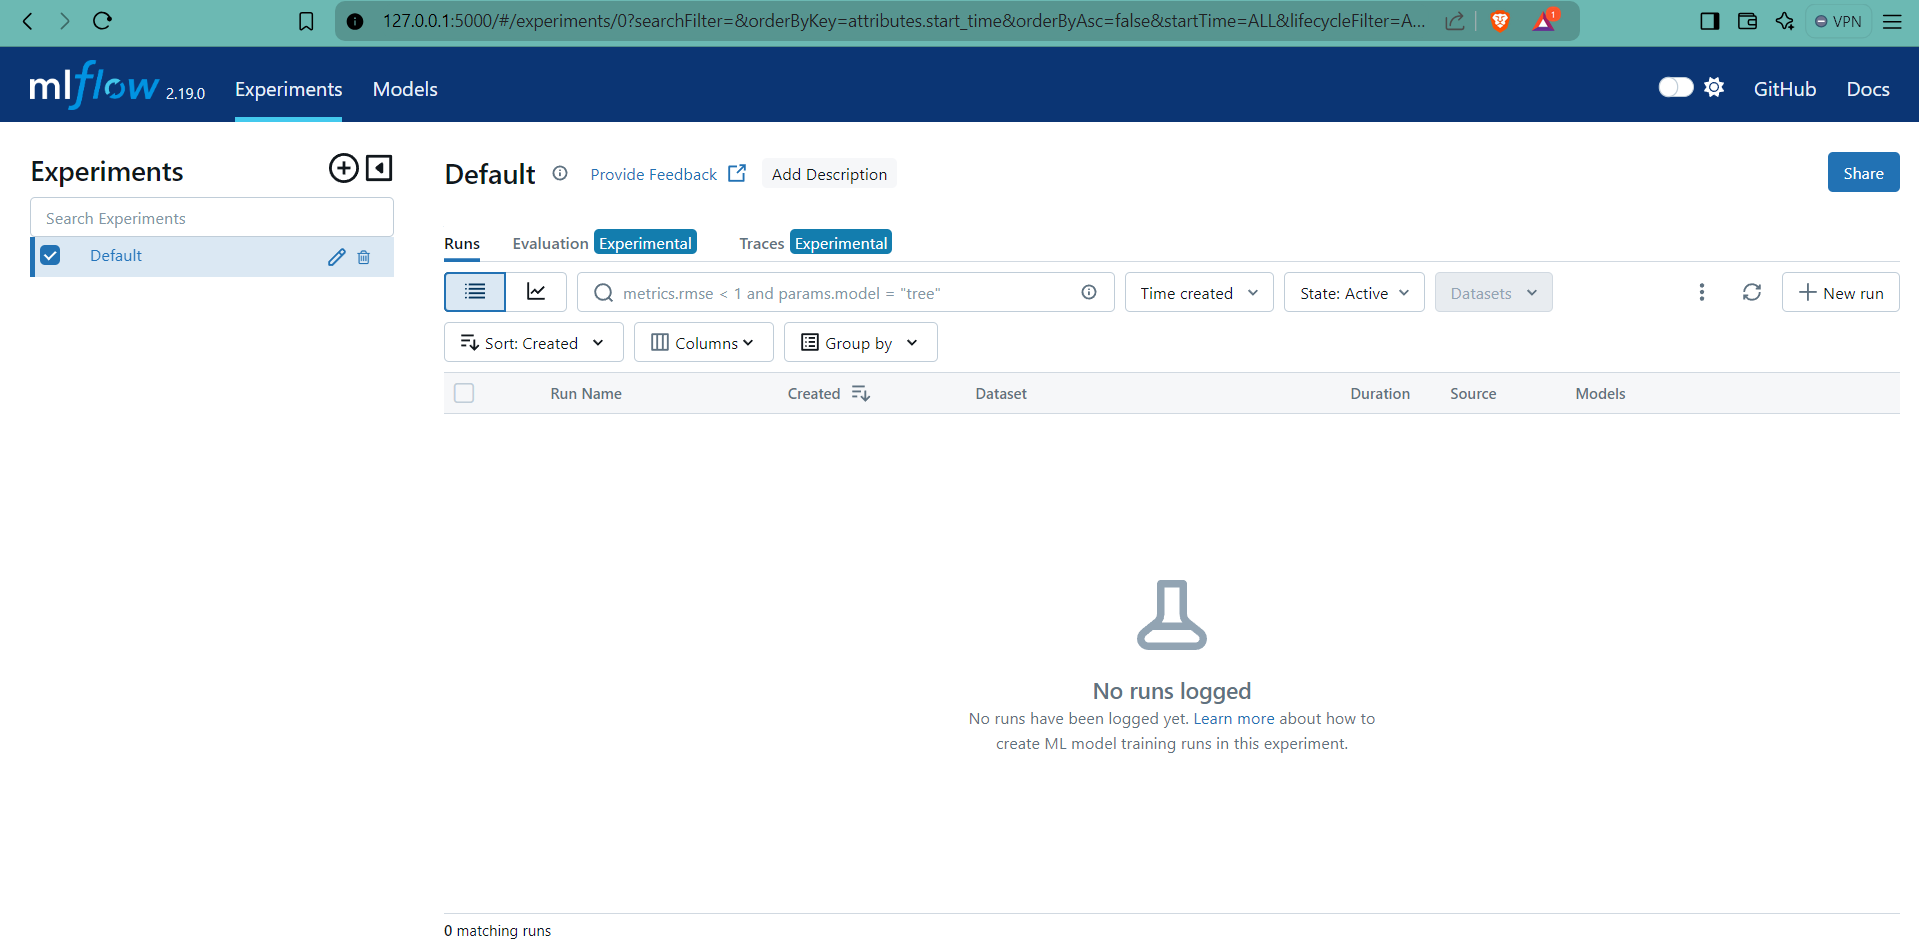 127.0.0.1:5000/#/experiments/0?searchFilter=&orderByKey=attributes.start_time&orderByAsc=false&startTime=ALL&lifecycleFilter=A...
1
VPN
mlflow 2.19.0 Experiments Models GitHub Docs
Experiments
Search Experiments
Default
Default Provide Feedback Add Description Share
Runs Evaluation Experimental Traces Experimental
metrics.rmse < 1 and params.model = "tree" Time created State: Active Datasets New run
Sort: Created Columns Group by
Run Name Created Dataset Duration Source Models
No runs logged
No runs have been logged yet. Learn more about how to
create ML model training runs in this experiment.
0 matching runs